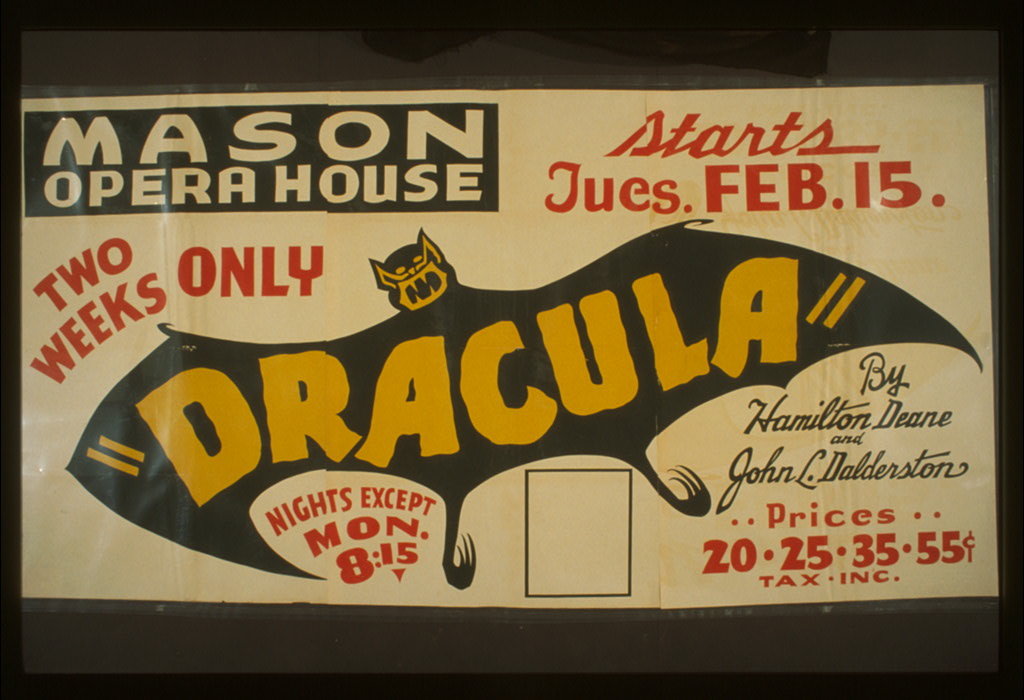 MASON
OPERA HOUSE
Starts
Tues. FEB. 15.
TWO
WEEKS ONLY
"DRACULA"
By
Hamilton Deane
and
John L. Dalderston
NIGHTS EXCEPT
MON.
8:15
.. Prices ..
20·25·35·55¢
TAX·INC.